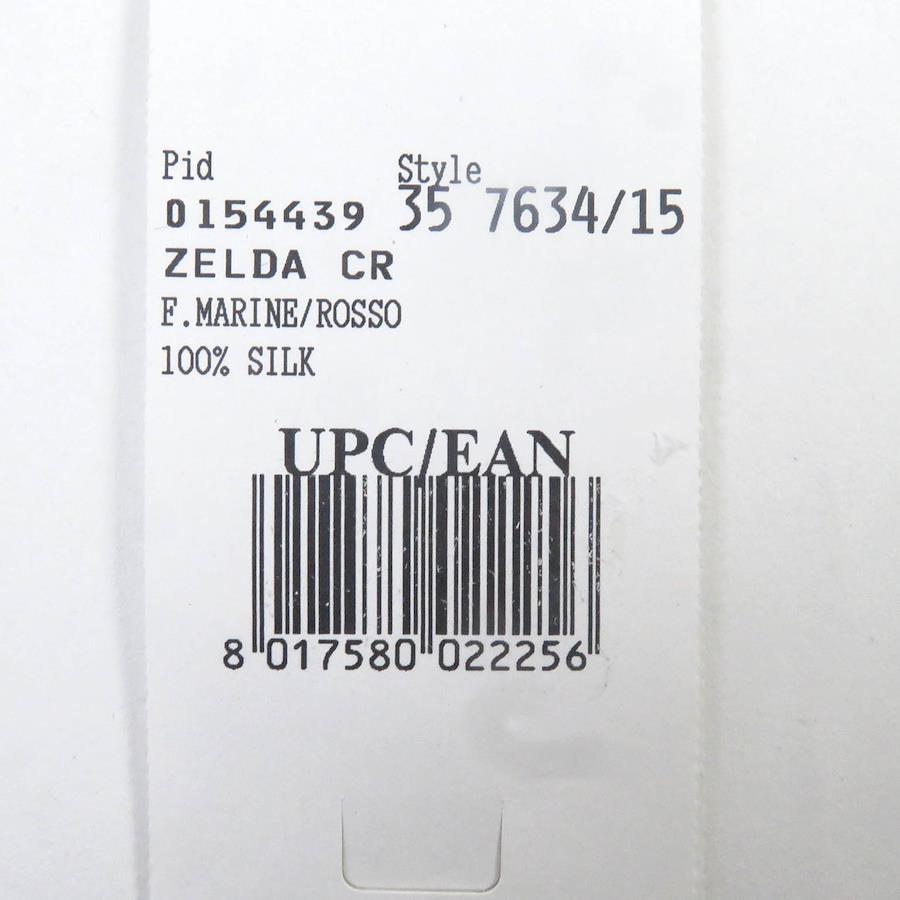 Pid Style
0154439 35 7634/15
ZELDA CR
F.MARINE/ROSSO
100% SILK
UPC/EAN
8 017580 022256